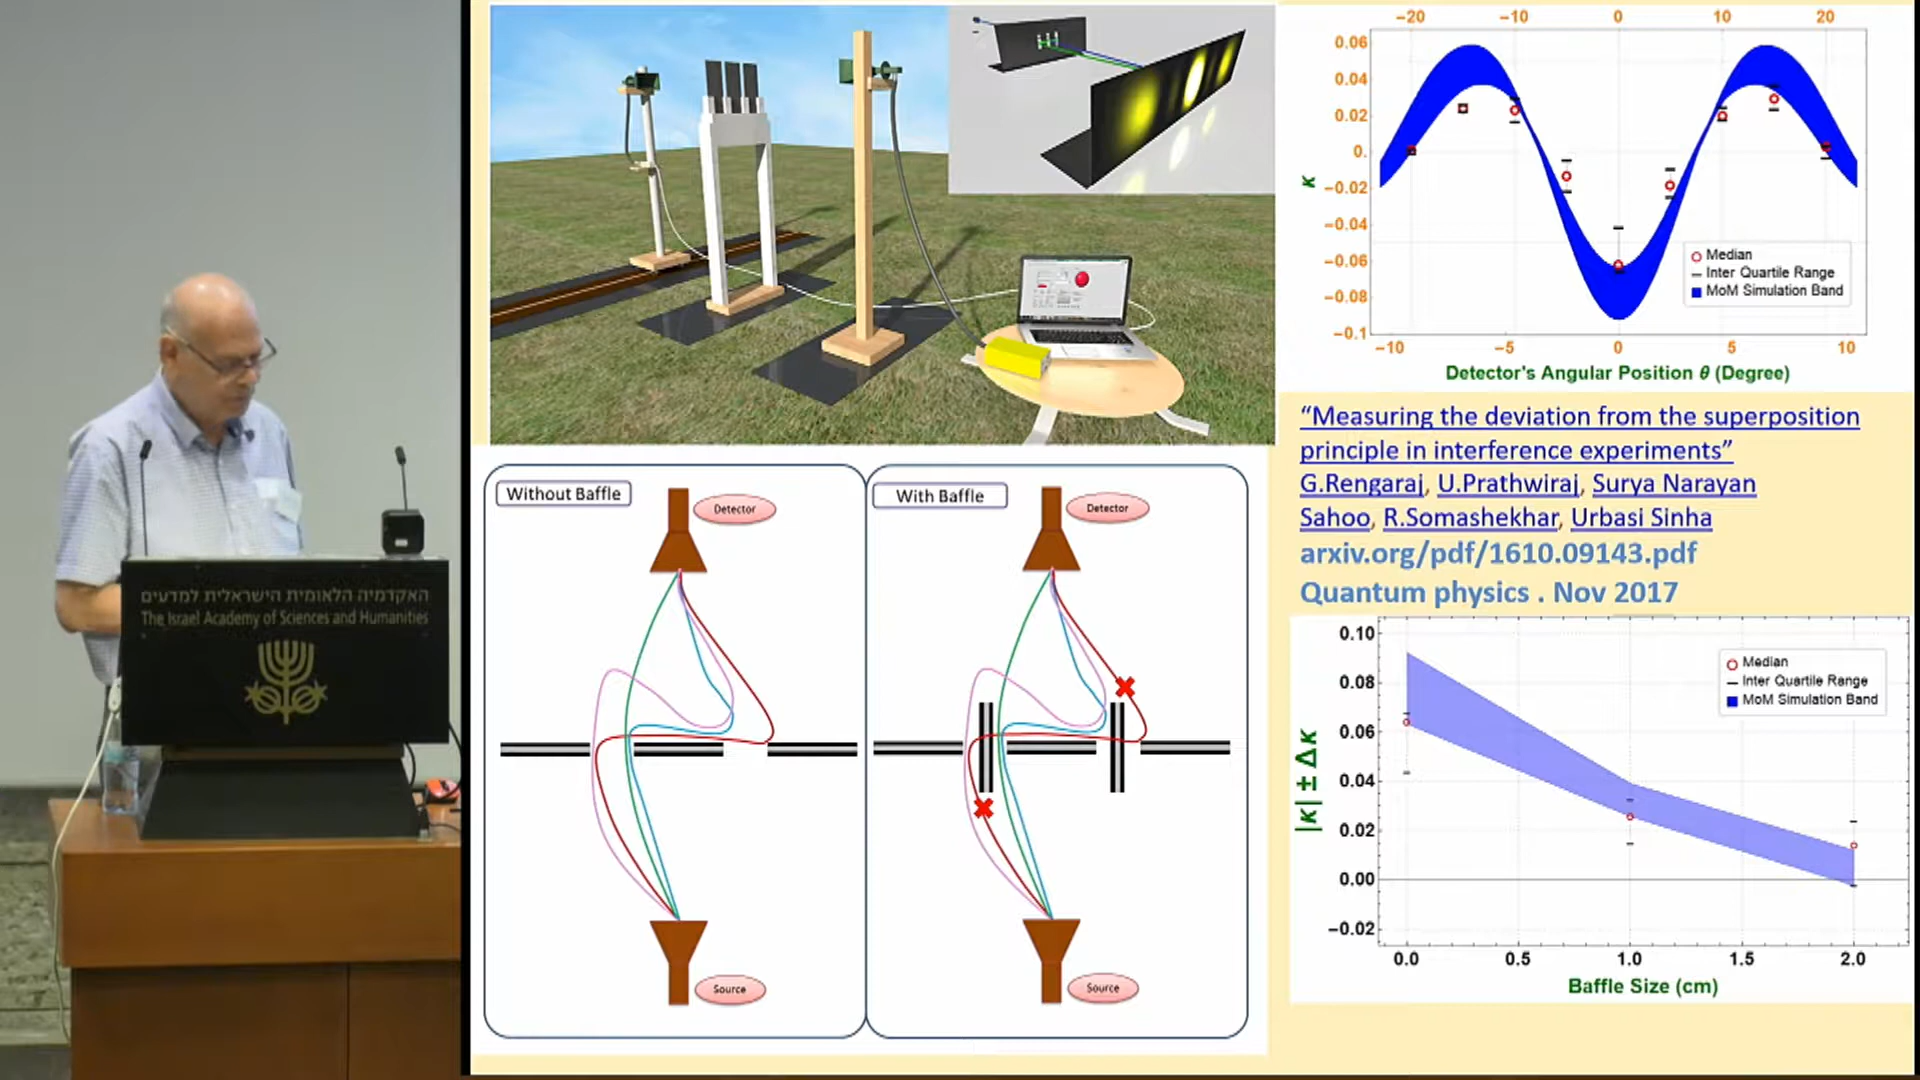 האקדמיה הלאומית הישראלית למדעים
The Israel Academy of Sciences and Humanities
Without Baffle
Detector
Source
With Baffle
Detector
Source
−20 −10 0 10 20
0.06
0.04
0.02
0.
−0.02
−0.04
−0.06
−0.08
−0.1
κ
Median
Inter Quartile Range
MoM Simulation Band
−10 −5 0 5 10
Detector's Angular Position θ (Degree)
“Measuring the deviation from the superposition
principle in interference experiments”
G.Rengaraj, U.Prathwiraj, Surya Narayan
Sahoo, R.Somashekhar, Urbasi Sinha
arxiv.org/pdf/1610.09143.pdf
Quantum physics . Nov 2017
0.10
0.08
0.06
0.04
0.02
0.00
−0.02
|κ| ± Δκ
Median
Inter Quartile Range
MoM Simulation Band
0.0 0.5 1.0 1.5 2.0
Baffle Size (cm)